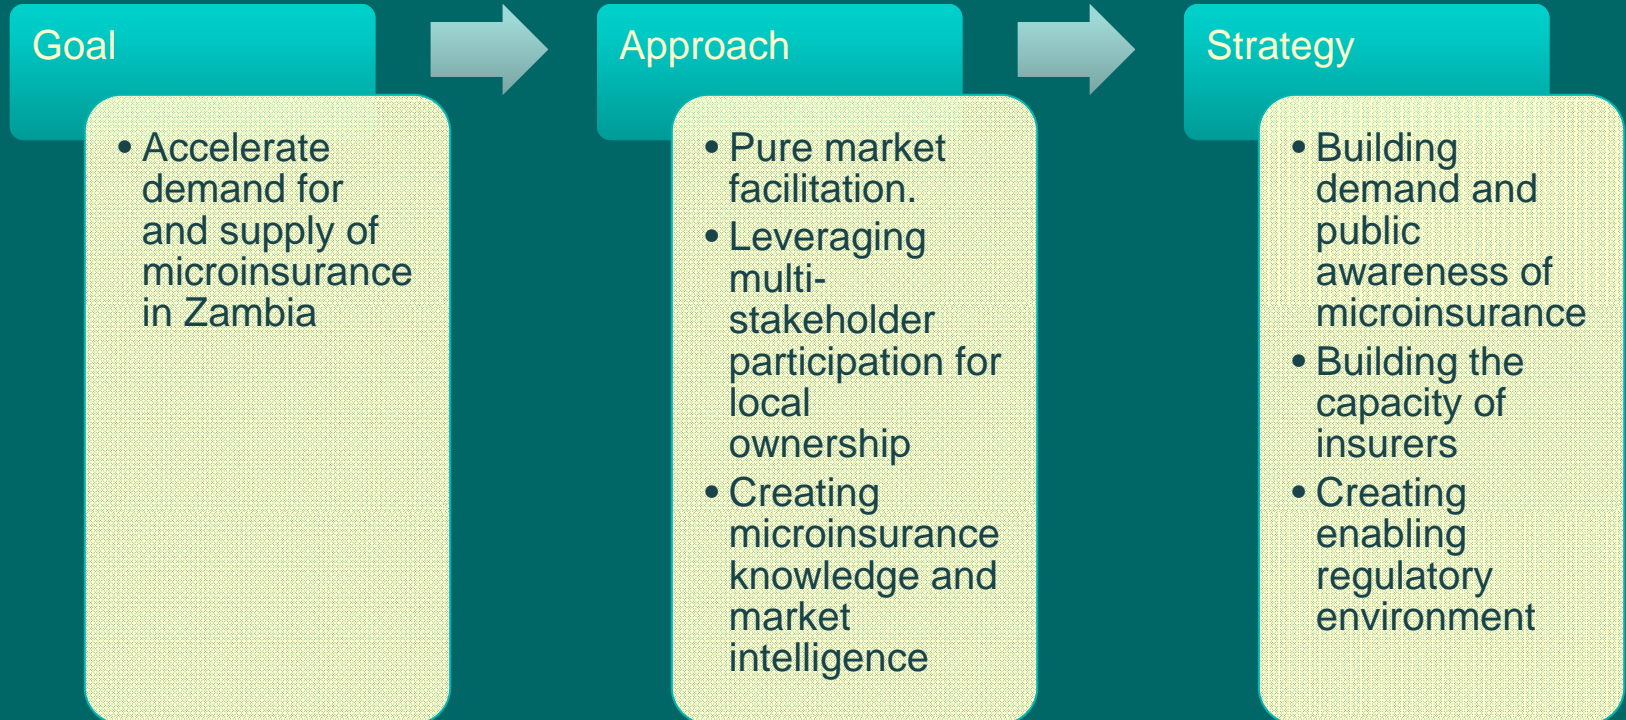 Goal
• Accelerate
demand for
and supply of
microinsurance
in Zambia
Approach
• Pure market
facilitation.
• Leveraging
multi-
stakeholder
participation for
local
ownership
• Creating
microinsurance
knowledge and
market
intelligence
Strategy
• Building
demand and
public
awareness of
microinsurance
• Building the
capacity of
insurers
• Creating
enabling
regulatory
environment